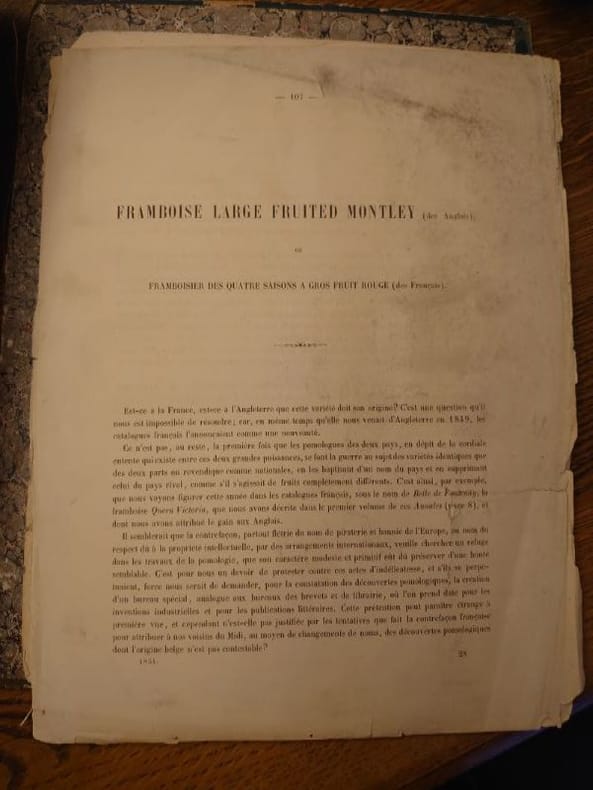 — 107 —
FRAMBOISE LARGE FRUITED MONTLEY (des Anglais),
OU
FRAMBOISIER DES QUATRE SAISONS A GROS FRUIT ROUGE (des Français).
Est-ce à la France, est-ce à l'Angleterre que cette variété doit son origine? C'est une question qu'il
nous est impossible de résoudre; car, en même temps qu'elle nous venait d'Angleterre en 1849, les
catalogues français l'annonçaient comme une nouveauté.
Ce n'est pas, au reste, la première fois que les pomologues des deux pays, en dépit de la cordiale
entente qui existe entre ces deux grandes puissances, se font la guerre au sujet des variétés identiques que
des deux parts on revendique comme nationales, en les baptisant d'un nom du pays et en supprimant
celui du pays rival, comme s'il s'agissait de fruits complètement différents. C'est ainsi, par exemple,
que nous voyons figurer cette année dans les catalogues français, sous le nom de Belle de Fontenay, la
framboise Queen Victoria, que nous avons décrite dans le premier volume de ces Annales (page 8), et
dont nous avons attribué le gain aux Anglais.
Il semblerait que la contrefaçon, partout flétrie du nom de piraterie et bannie de l'Europe, au nom du
respect dû à la propriété intellectuelle, par des arrangements internationaux, veuille chercher un refuge
dans les travaux de la pomologie, que son caractère modeste et primitif eût dû préserver d'une honte
semblable. C'est pour nous un devoir de protester contre ces actes d'indélicatesse, et s'ils se perpé-
tuaient, force nous serait de demander, pour la constatation des découvertes pomologiques, la création
d'un bureau spécial, analogue aux bureaux des brevets et de librairie, où l'on prend date pour les
inventions industrielles et pour les publications littéraires. Cette prétention peut paraître étrange à
première vue, et cependant n'est-elle pas justifiée par les tentatives que fait la contrefaçon française
pour attribuer à nos voisins du Midi, au moyen de changements de noms, des découvertes pomologiques
dont l'origine belge n'est pas contestable?
1854. 28